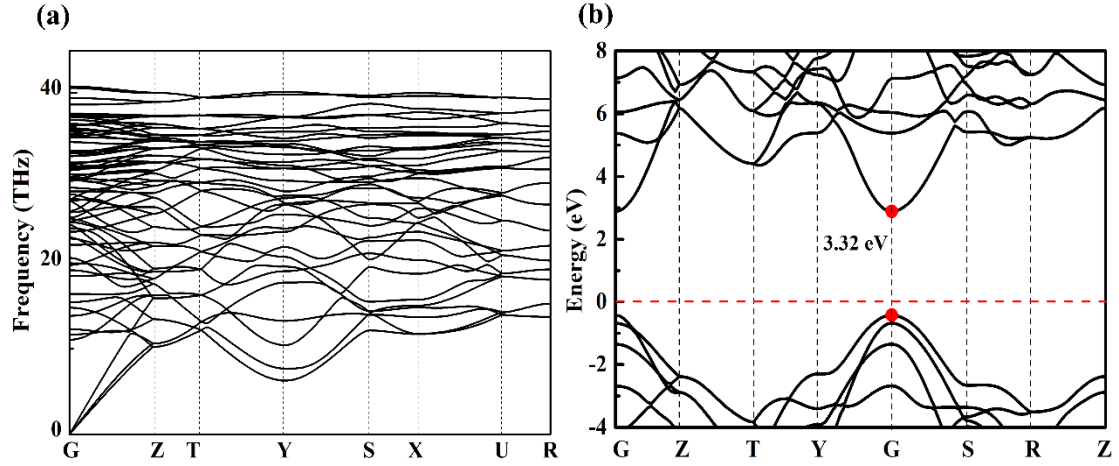 (a)
Frequency (THz)
40
20
0
G Z T Y S X U R
(b)
Energy (eV)
8
6
4
2
0
-2
-4
3.32 eV
G Z T Y G S R Z